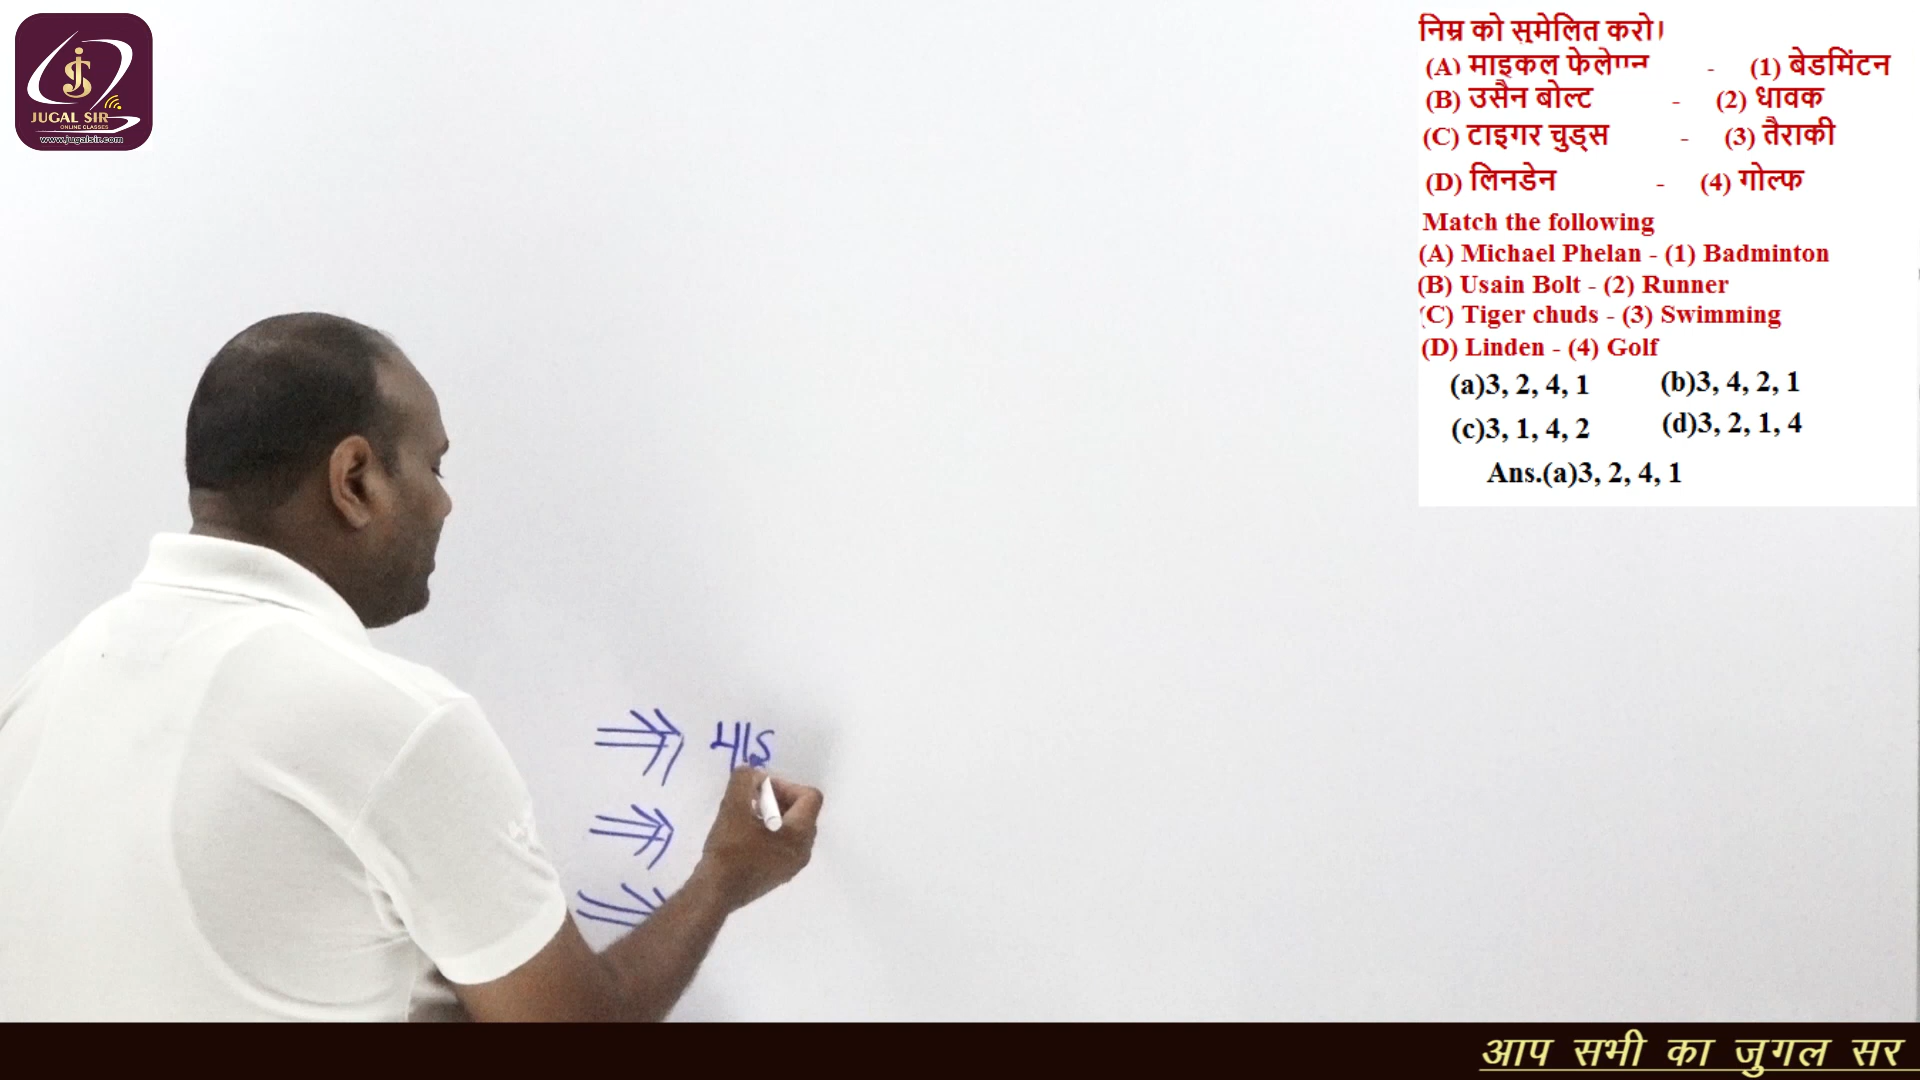 JUGAL SIR
ONLINE CLASSES
www.jugalsir.com
निम्न को सुमेलित करो।
(A) माइकल - (1) बेडमिंटन
(B) उसैन बोल्ट - (2) धावक
(C) टाइगर चुड्स - (3) तैराकी
(D) लिनडेन - (4) गोल्फ
Match the following
(A) Michael Phelan - (1) Badminton
(B) Usain Bolt - (2) Runner
(C) Tiger chuds - (3) Swimming
(D) Linden - (4) Golf
(a)3, 2, 4, 1 (b)3, 4, 2, 1
(c)3, 1, 4, 2 (d)3, 2, 1, 4
Ans.(a)3, 2, 4, 1
माइ
आप सभी का जुगल सर